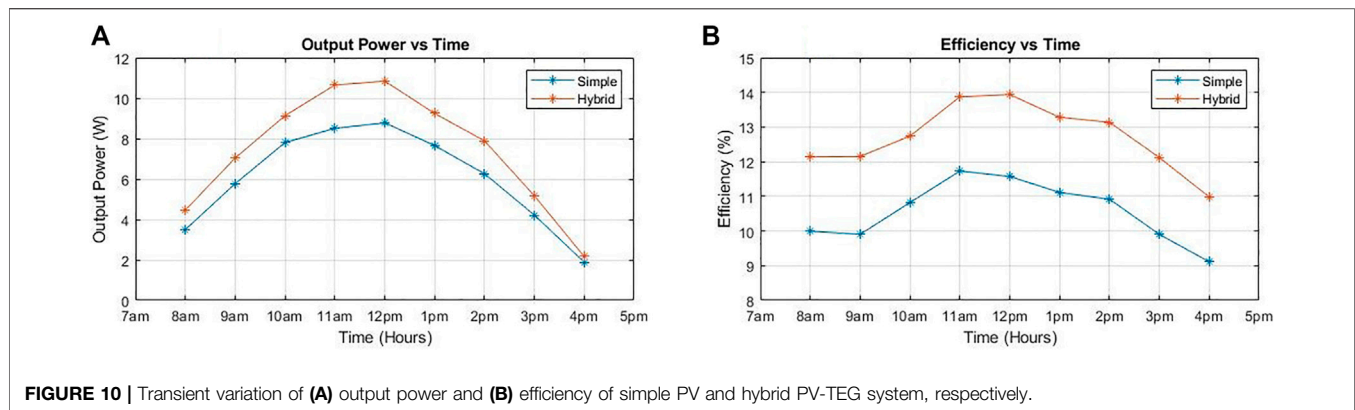 A
Output Power vs Time
12
10
8
6
4
2
0
Output Power (W)
Simple
Hybrid
7am 8am 9am 10am 11am 12pm 1pm 2pm 3pm 4pm 5pm
Time (Hours)
B
Efficiency vs Time
15
14
13
12
11
10
9
8
Efficiency (%)
Simple
Hybrid
7am 8am 9am 10am 11am 12pm 1pm 2pm 3pm 4pm 5pm
Time (Hours)
FIGURE 10 | Transient variation of (A) output power and (B) efficiency of simple PV and hybrid PV-TEG system, respectively.